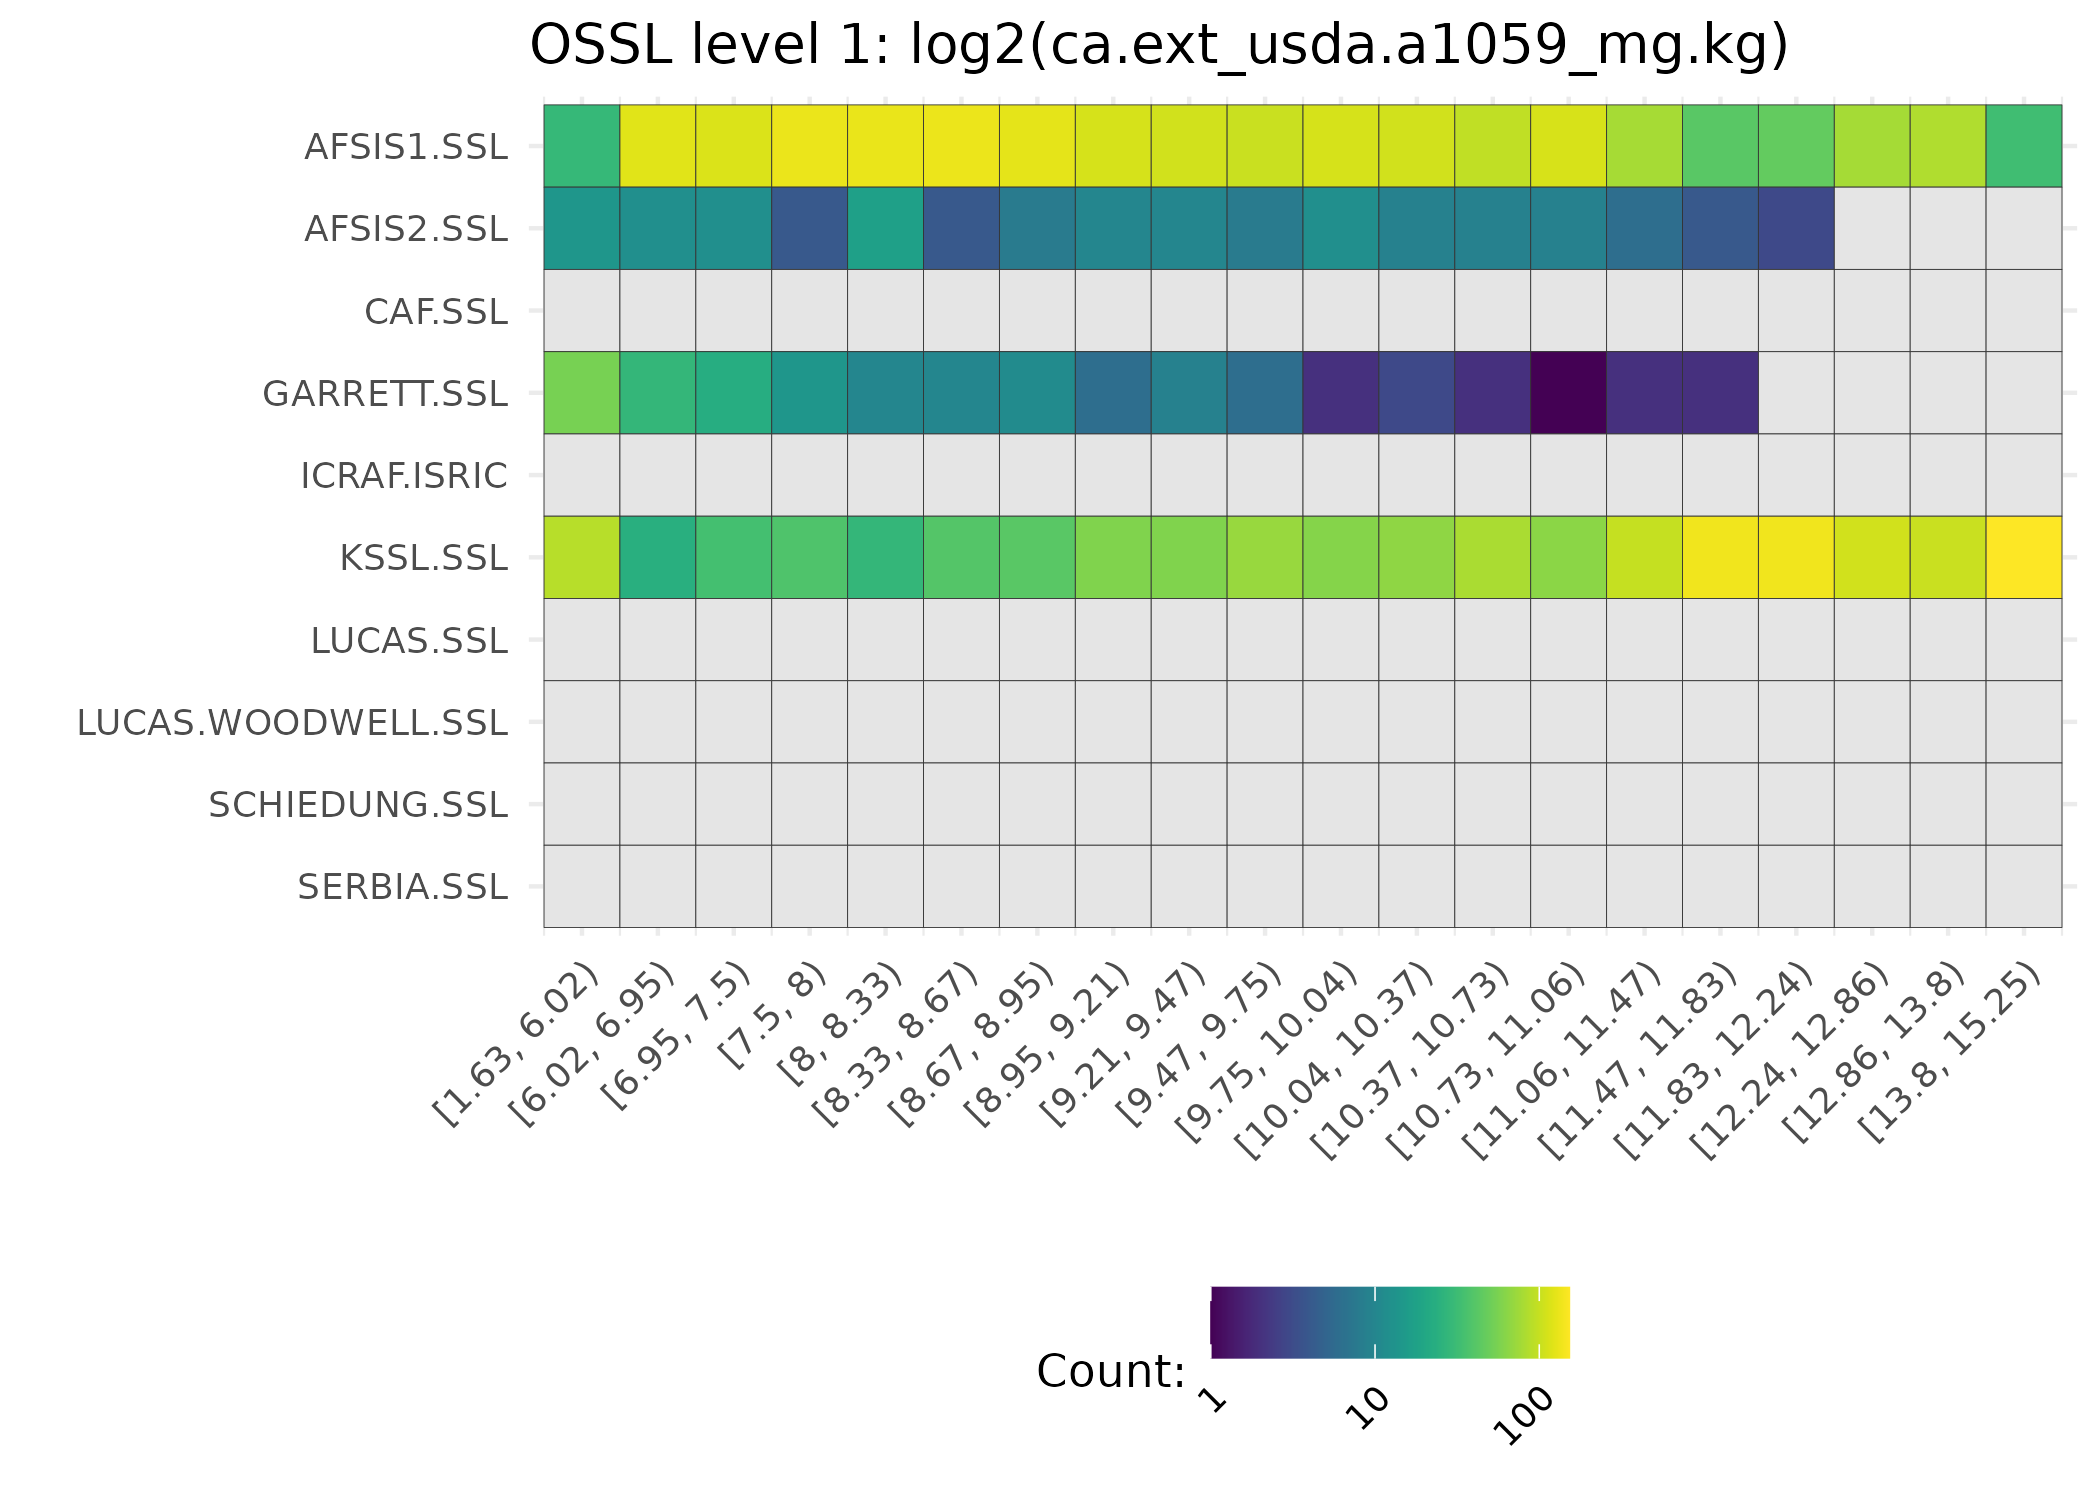 OSSL level 1: log2(ca.ext_usda.a1059_mg.kg)
AFSIS1.SSL
AFSIS2.SSL
CAF.SSL
GARRETT.SSL
ICRAF.ISRIC
KSSL.SSL
LUCAS.SSL
LUCAS.WOODWELL.SSL
SCHIEDUNG.SSL
SERBIA.SSL
[1.63, 6.02)
[6.02, 6.95)
[6.95, 7.5)
[7.5, 8)
[8, 8.33)
[8.33, 8.67)
[8.67, 8.95)
[8.95, 9.21)
[9.21, 9.47)
[9.47, 9.75)
[9.75, 10.04)
[10.04, 10.37)
[10.37, 10.73)
[10.73, 11.06)
[11.06, 11.47)
[11.47, 11.83)
[11.83, 12.24)
[12.24, 12.86)
[12.86, 13.8)
[13.8, 15.25)
Count:
1
10
100